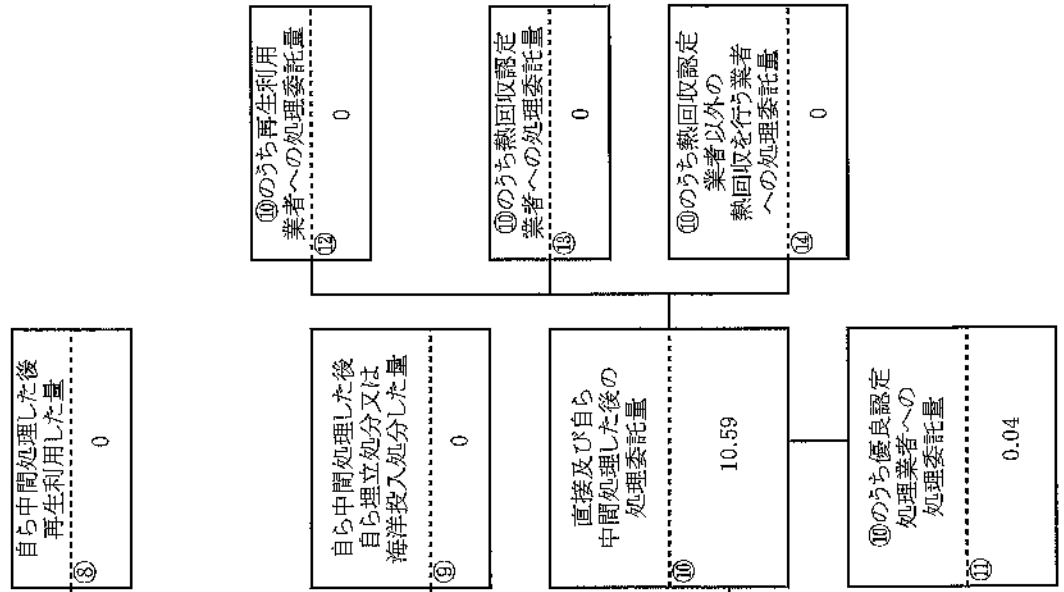 自ら中間処理した後
再生利用した量
⑧
0
自ら中間処理した後
自ら埋立処分又は
海洋投入処分した量
⑨
0
直接及び自ら
中間処理した後の
処理委託量
⑩
10.59
⑩のうち優良認定
処理業者への
処理委託量
⑪
0.04
⑩のうち再生利用
業者への処理委託量
⑫
0
⑩のうち熱回収認定
業者への処理委託量
⑬
0
⑩のうち熱回収認定
業者以外の
熱回収を行う業者
への処理委託量
⑭
0